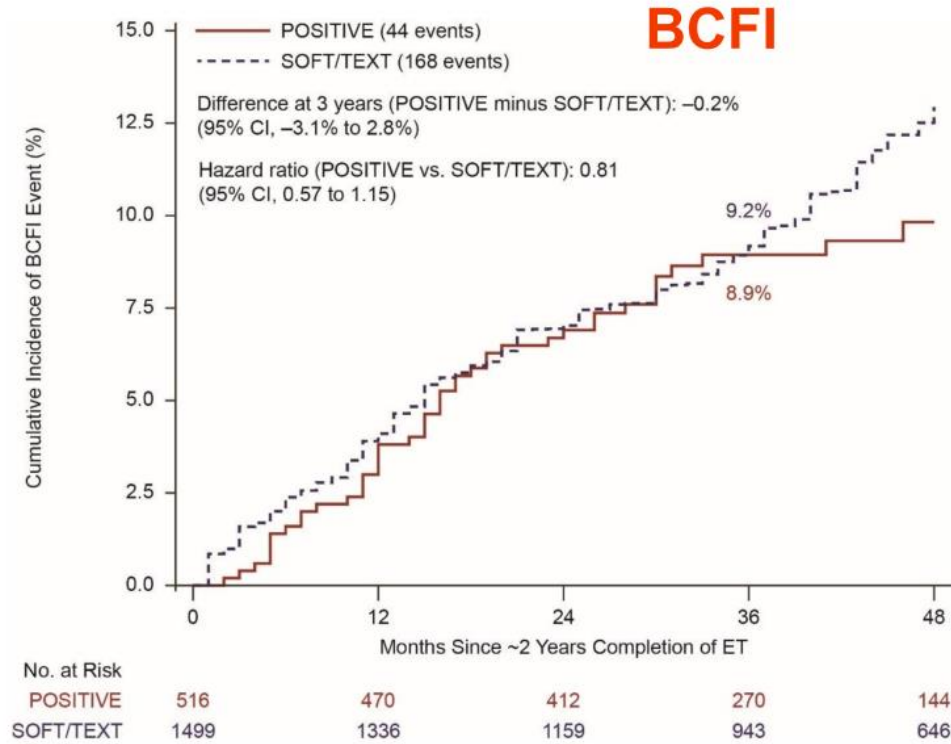 BCFI
15.0
POSITIVE (44 events)
SOFT/TEXT (168 events)
Difference at 3 years (POSITIVE minus SOFT/TEXT): –0.2%
(95% CI, –3.1% to 2.8%)
Hazard ratio (POSITIVE vs. SOFT/TEXT): 0.81
(95% CI, 0.57 to 1.15)
Cumulative Incidence of BCFI Event (%)
12.5
10.0
9.2%
8.9%
7.5
5.0
2.5
0.0
0 12 24 36 48
Months Since ~2 Years Completion of ET
No. at Risk
POSITIVE 516 470 412 270 144
SOFT/TEXT 1499 1336 1159 943 646